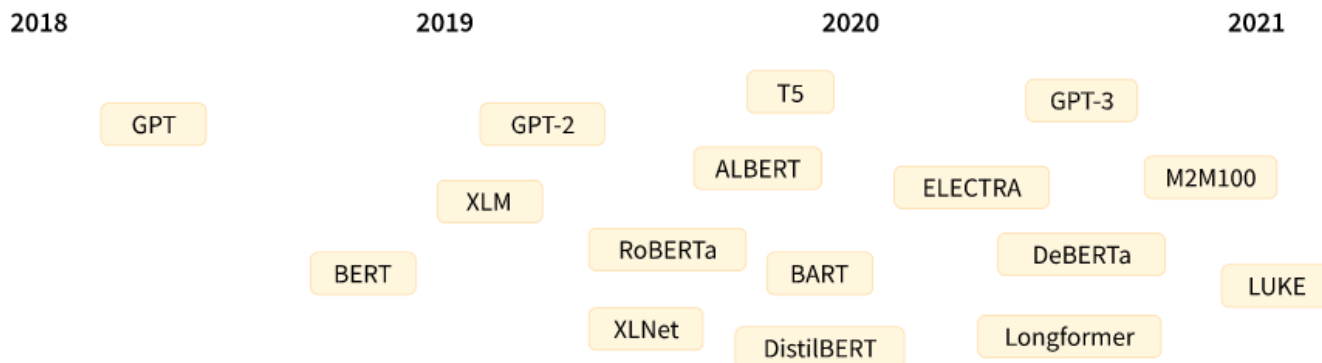 2018 2019 2020 2021
T5
GPT-3
GPT
GPT-2
ALBERT
M2M100
ELECTRA
XLM
RoBERTa
DeBERTa
BERT
BART
LUKE
XLNet
Longformer
DistilBERT